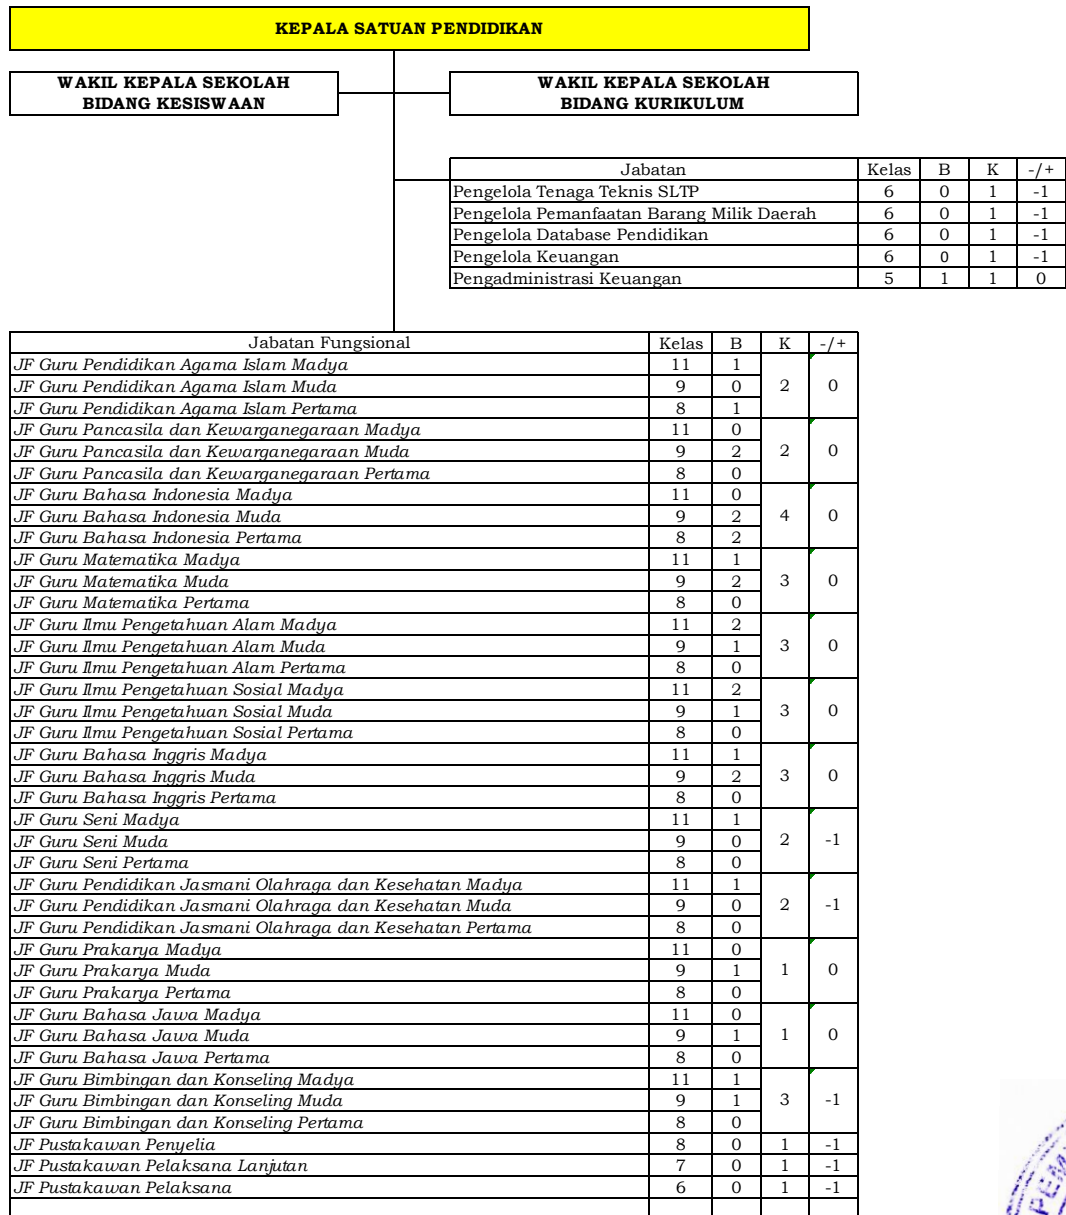 KEPALA SATUAN PENDIDIKAN
WAKIL KEPALA SEKOLAH
BIDANG KESISWAAN
WAKIL KEPALA SEKOLAH
BIDANG KURIKULUM
Jabatan Kelas B K -/+
Pengelola Tenaga Teknis SLTP 6 0 1 -1
Pengelola Pemanfaatan Barang Milik Daerah 6 0 1 -1
Pengelola Database Pendidikan 6 0 1 -1
Pengelola Keuangan 6 0 1 -1
Pengadministrasi Keuangan 5 1 1 0
Jabatan Fungsional Kelas B K -/+
JF Guru Pendidikan Agama Islam Madya 11 1
JF Guru Pendidikan Agama Islam Muda 9 0 2 0
JF Guru Pendidikan Agama Islam Pertama 8 1
JF Guru Pancasila dan Kewarganegaraan Madya 11 0
JF Guru Pancasila dan Kewarganegaraan Muda 9 2 2 0
JF Guru Pancasila dan Kewarganegaraan Pertama 8 0
JF Guru Bahasa Indonesia Madya 11 0
JF Guru Bahasa Indonesia Muda 9 2 4 0
JF Guru Bahasa Indonesia Pertama 8 2
JF Guru Matematika Madya 11 1
JF Guru Matematika Muda 9 2 3 0
JF Guru Matematika Pertama 8 0
JF Guru Ilmu Pengetahuan Alam Madya 11 2
JF Guru Ilmu Pengetahuan Alam Muda 9 1 3 0
JF Guru Ilmu Pengetahuan Alam Pertama 8 0
JF Guru Ilmu Pengetahuan Sosial Madya 11 2
JF Guru Ilmu Pengetahuan Sosial Muda 9 1 3 0
JF Guru Ilmu Pengetahuan Sosial Pertama 8 0
JF Guru Bahasa Inggris Madya 11 1
JF Guru Bahasa Inggris Muda 9 2 3 0
JF Guru Bahasa Inggris Pertama 8 0
JF Guru Seni Madya 11 1
JF Guru Seni Muda 9 0 2 -1
JF Guru Seni Pertama 8 0
JF Guru Pendidikan Jasmani Olahraga dan Kesehatan Madya 11 1
JF Guru Pendidikan Jasmani Olahraga dan Kesehatan Muda 9 0 2 -1
JF Guru Pendidikan Jasmani Olahraga dan Kesehatan Pertama 8 0
JF Guru Prakarya Madya 11 0
JF Guru Prakarya Muda 9 1 1 0
JF Guru Prakarya Pertama 8 0
JF Guru Bahasa Jawa Madya 11 0
JF Guru Bahasa Jawa Muda 9 1 1 0
JF Guru Bahasa Jawa Pertama 8 0
JF Guru Bimbingan dan Konseling Madya 11 1
JF Guru Bimbingan dan Konseling Muda 9 1 3 -1
JF Guru Bimbingan dan Konseling Pertama 8 0
JF Pustakawan Penyelia 8 0 1 -1
JF Pustakawan Pelaksana Lanjutan 7 0 1 -1
JF Pustakawan Pelaksana 6 0 1 -1